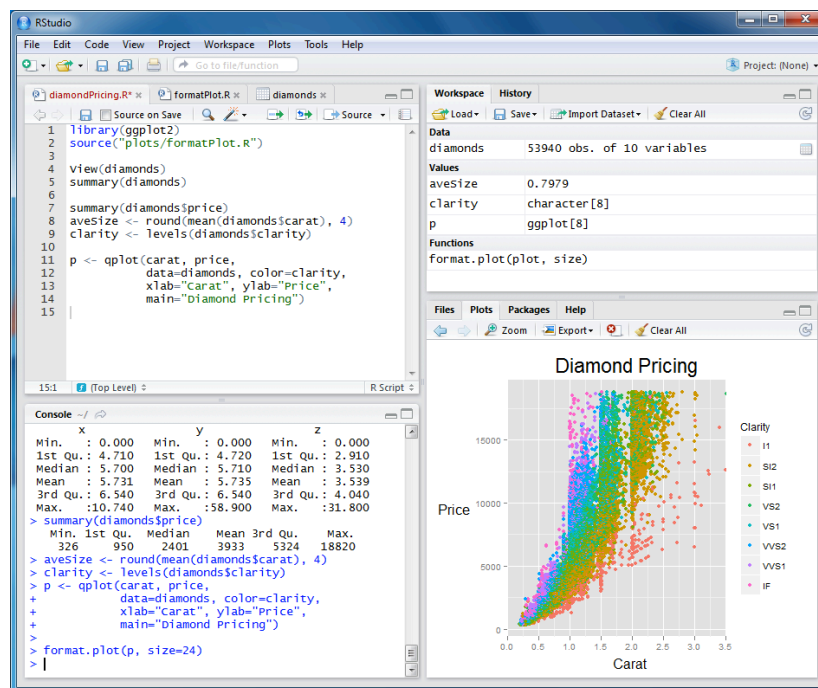 RStudio
File Edit Code View Project Workspace Plots Tools Help
Go to file/function
Project: (None)
diamondPricing.R*
formatPlot.R
diamonds
Source on Save
Source
1 library(ggplot2)
2 source("plots/formatPlot.R")
3
4 View(diamonds)
5 summary(diamonds)
6
7 summary(diamonds$price)
8 aveSize <- round(mean(diamonds$carat), 4)
9 clarity <- levels(diamonds$clarity)
10
11 p <- qplot(carat, price,
12 data=diamonds, color=clarity,
13 xlab="Carat", ylab="Price",
14 main="Diamond Pricing")
15
15:1 (Top Level) R Script
Console ~/
x y z
Min. : 0.000 Min. : 0.000 Min. : 0.000
1st Qu.: 4.710 1st Qu.: 4.720 1st Qu.: 2.910
Median : 5.700 Median : 5.710 Median : 3.530
Mean : 5.731 Mean : 5.735 Mean : 3.539
3rd Qu.: 6.540 3rd Qu.: 6.540 3rd Qu.: 4.040
Max. :10.740 Max. :58.900 Max. :31.800
> summary(diamonds$price)
Min. 1st Qu. Median Mean 3rd Qu. Max.
326 950 2401 3933 5324 18820
> aveSize <- round(mean(diamonds$carat), 4)
> clarity <- levels(diamonds$clarity)
> p <- qplot(carat, price,
+ data=diamonds, color=clarity,
+ xlab="Carat", ylab="Price",
+ main="Diamond Pricing")
>
> format.plot(p, size=24)
>
Workspace History
Load Save Import Dataset Clear All
Data
diamonds 53940 obs. of 10 variables
Values
aveSize 0.7979
clarity character[8]
p ggplot[8]
Functions
format.plot(plot, size)
Files Plots Packages Help
Zoom Export Clear All
Diamond Pricing
Price
15000
10000
5000
0
0.0 0.5 1.0 1.5 2.0 2.5 3.0 3.5
Carat
Clarity
I1
SI2
SI1
VS2
VS1
VVS2
VVS1
IF